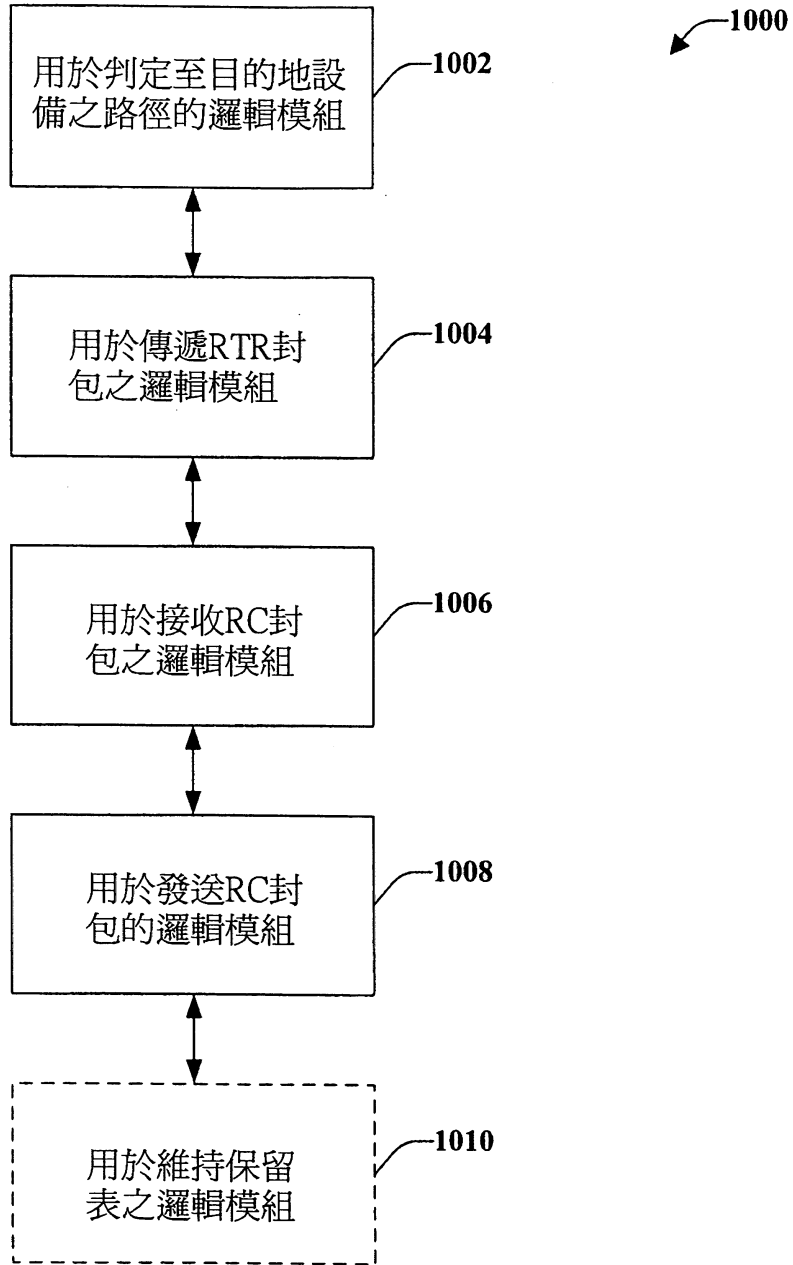 1000
用於判定至目的地設
備之路徑的邏輯模組
1002
用於傳遞RTR封
包之邏輯模組
1004
用於接收RC封
包之邏輯模組
1006
用於發送RC封
包的邏輯模組
1008
用於維持保留
表之邏輯模組
1010